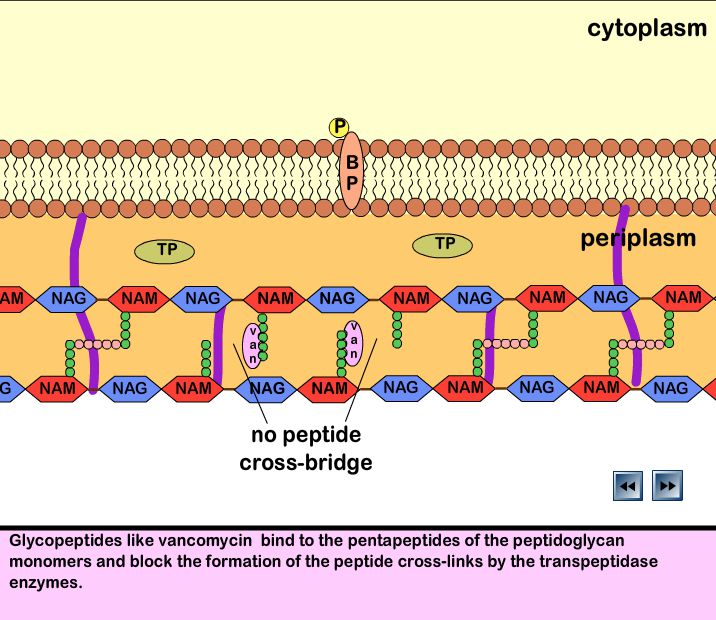 cytoplasm
P
B
P
TP
TP
periplasm
AM NAG NAM NAG NAM NAG NAM NAG NAM NAG NAM
van
van
G NAM NAG NAM NAG NAM NAG NAM NAG NAM NAG
no peptide
cross-bridge
Glycopeptides like vancomycin bind to the pentapeptides of the peptidoglycan
monomers and block the formation of the peptide cross-links by the transpeptidase
enzymes.